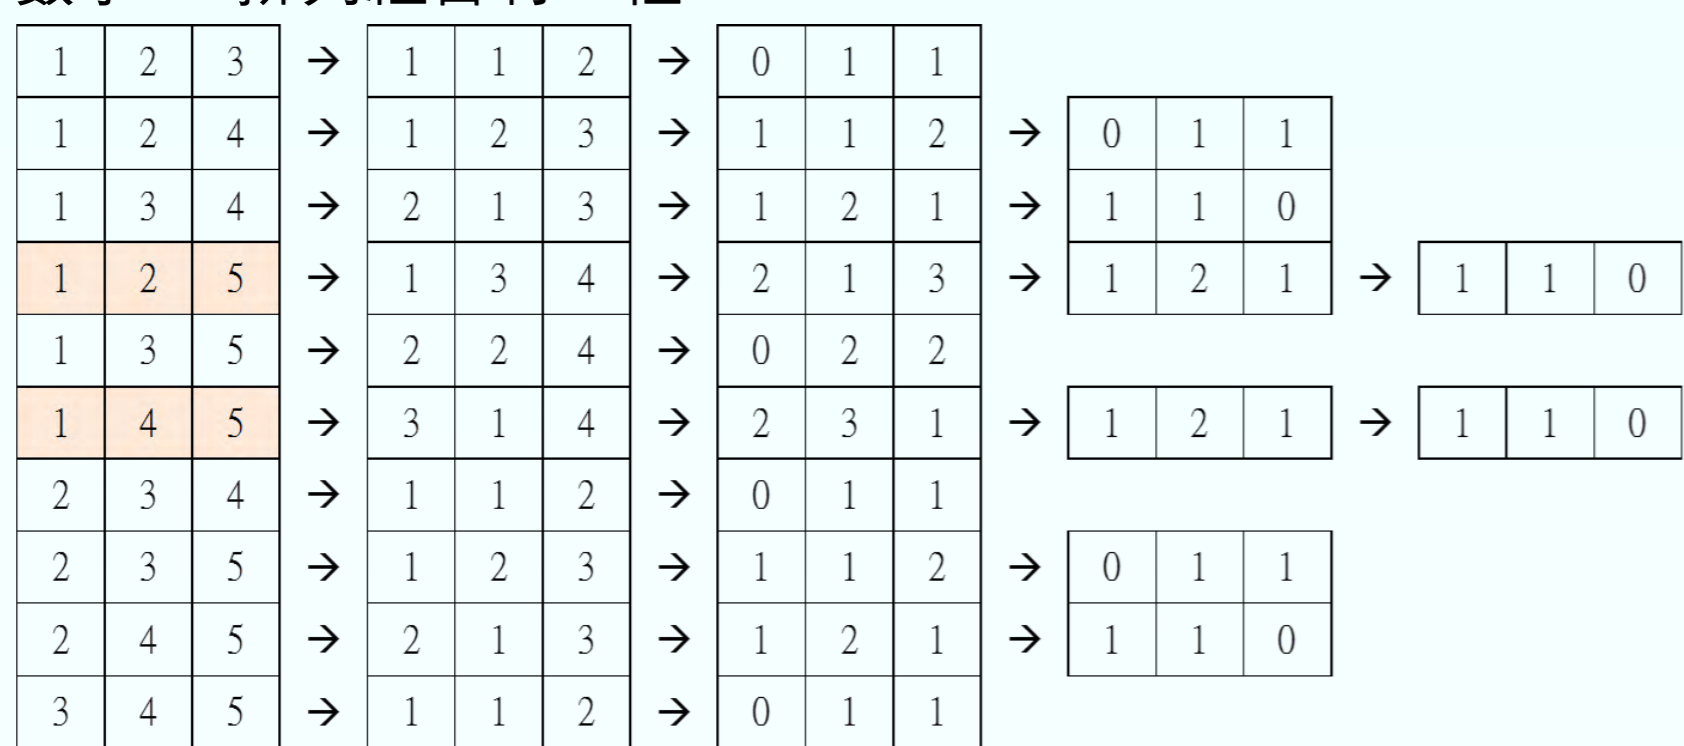 1 2 3 → 1 1 2 → 0 1 1
1 2 4 → 1 2 3 → 1 1 2 → 0 1 1
1 3 4 → 2 1 3 → 1 2 1 → 1 1 0
1 2 5 → 1 3 4 → 2 1 3 → 1 2 1 → 1 1 0
1 3 5 → 2 2 4 → 0 2 2
1 4 5 → 3 1 4 → 2 3 1 → 1 2 1 → 1 1 0
2 3 4 → 1 1 2 → 0 1 1
2 3 5 → 1 2 3 → 1 1 2 → 0 1 1
2 4 5 → 2 1 3 → 1 2 1 → 1 1 0
3 4 5 → 1 1 2 → 0 1 1